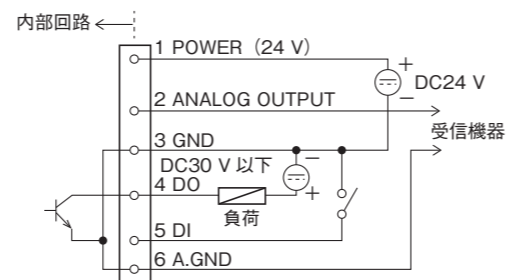 内部回路
1 POWER（24 V）
+
DC24 V
−
2 ANALOG OUTPUT
受信機器
3 GND
DC30 V 以下
−
+
4 DO
負荷
5 DI
6 A.GND